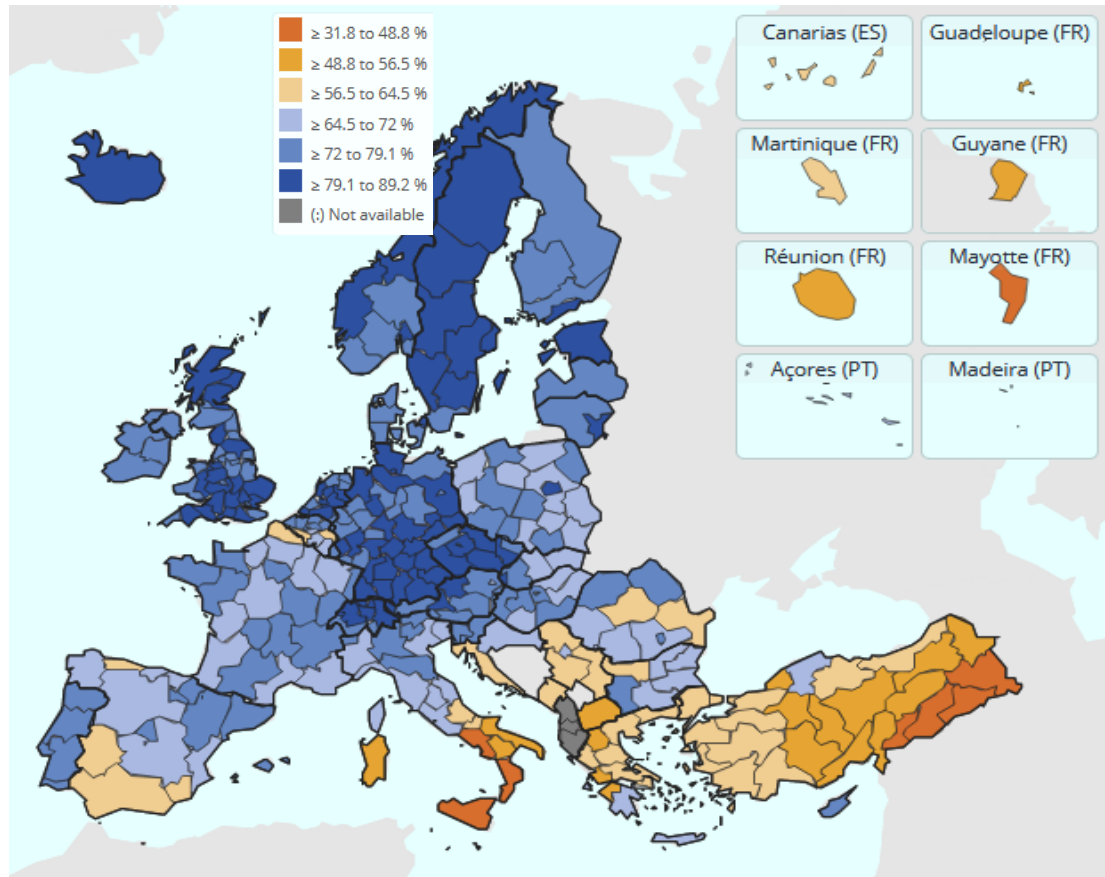 ≥ 31.8 to 48.8 %
≥ 48.8 to 56.5 %
≥ 56.5 to 64.5 %
≥ 64.5 to 72 %
≥ 72 to 79.1 %
≥ 79.1 to 89.2 %
(:) Not available
Canarias (ES)
Guadeloupe (FR)
Martinique (FR)
Guyane (FR)
Réunion (FR)
Mayotte (FR)
Açores (PT)
Madeira (PT)